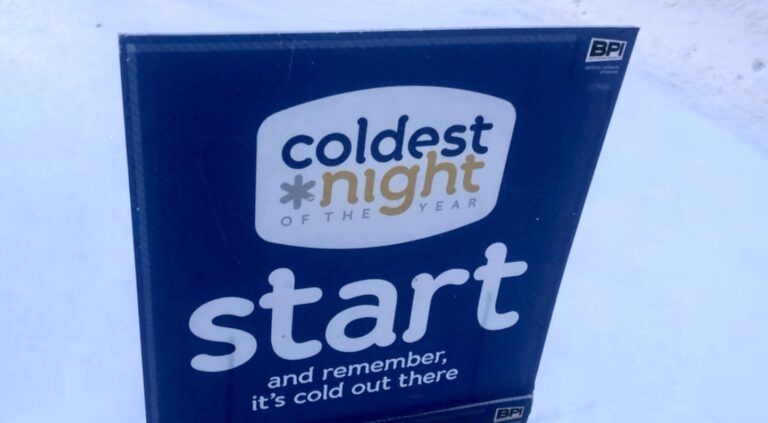 BPI
coldest
*night
OF THE YEAR
start
and remember,
it's cold out there
BPI